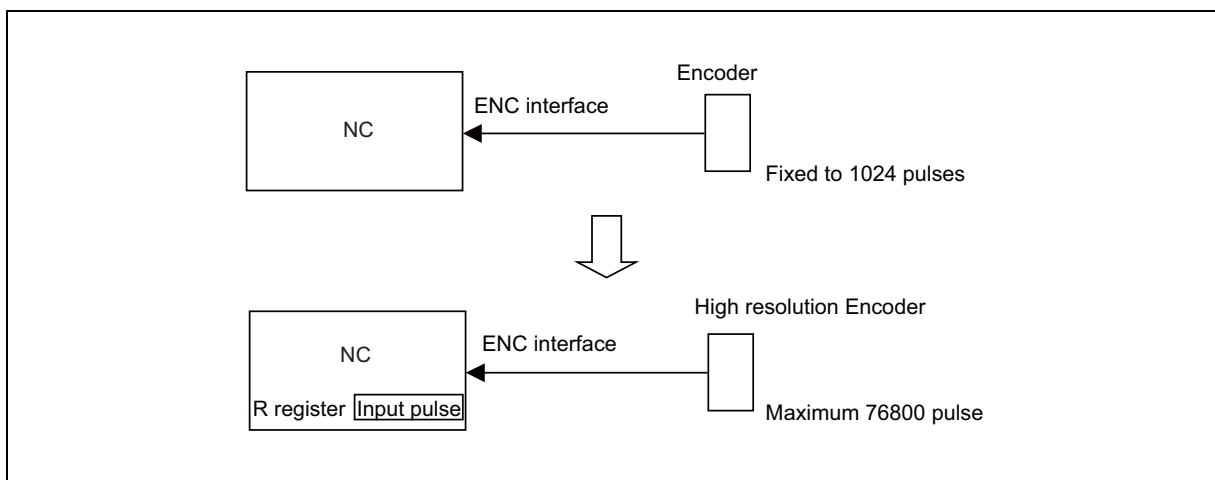 Encoder
ENC interface
NC
Fixed to 1024 pulses
High resolution Encoder
ENC interface
NC
R register Input pulse
Maximum 76800 pulse